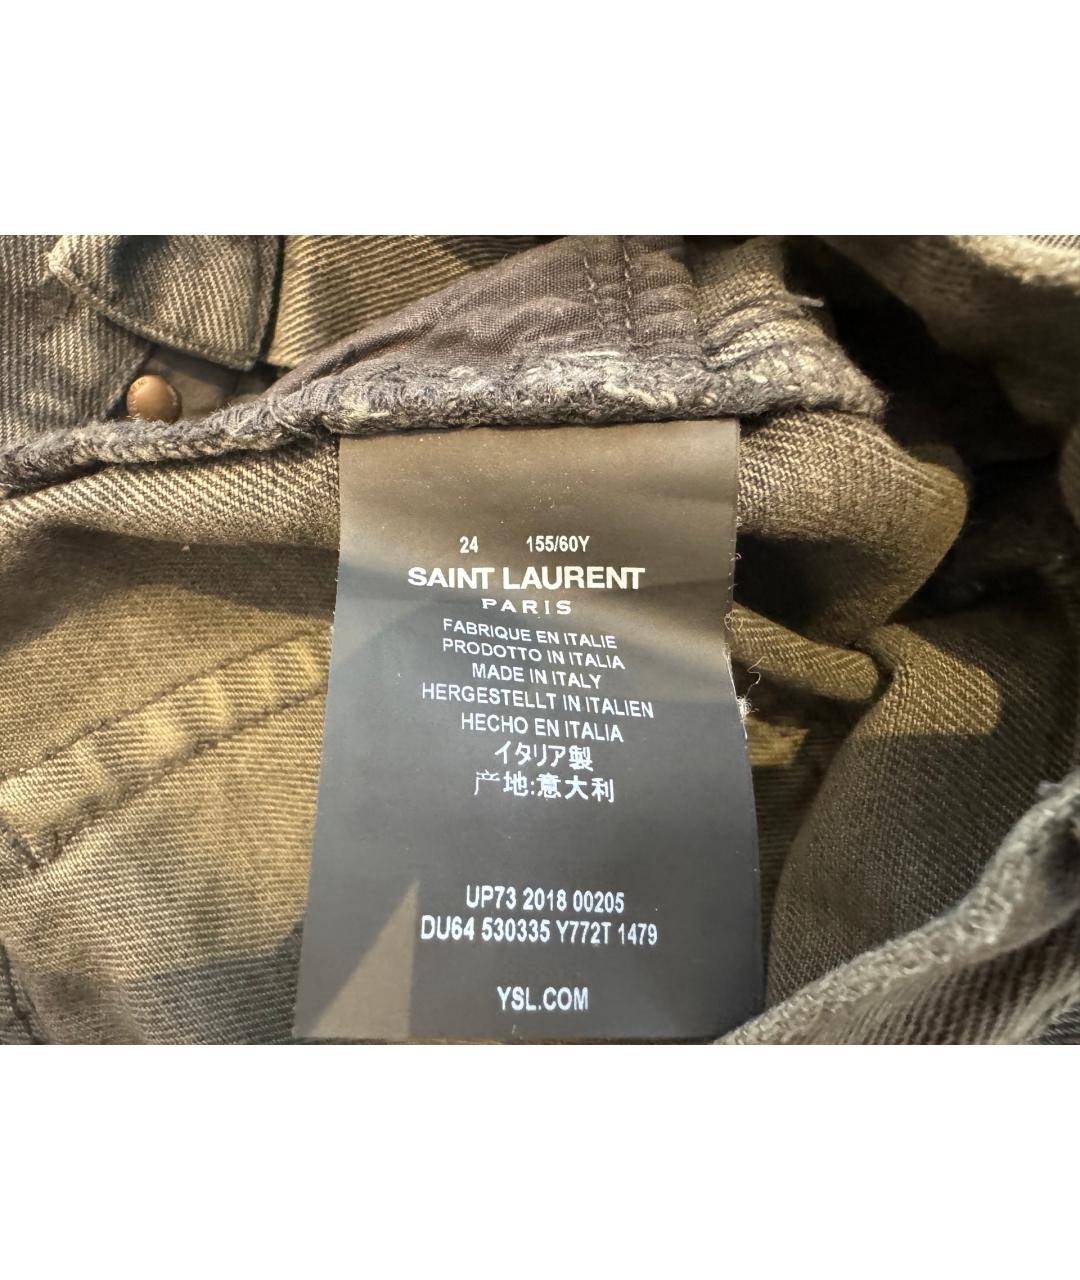 24 155/60Y
SAINT LAURENT
PARIS
FABRIQUE EN ITALIE
PRODOTTO IN ITALIA
MADE IN ITALY
HERGESTELLT IN ITALIEN
HECHO EN ITALIA
イタリア製
产地:意大利
UP73 2018 00205
DU64 530335 Y772T 1479
YSL.COM